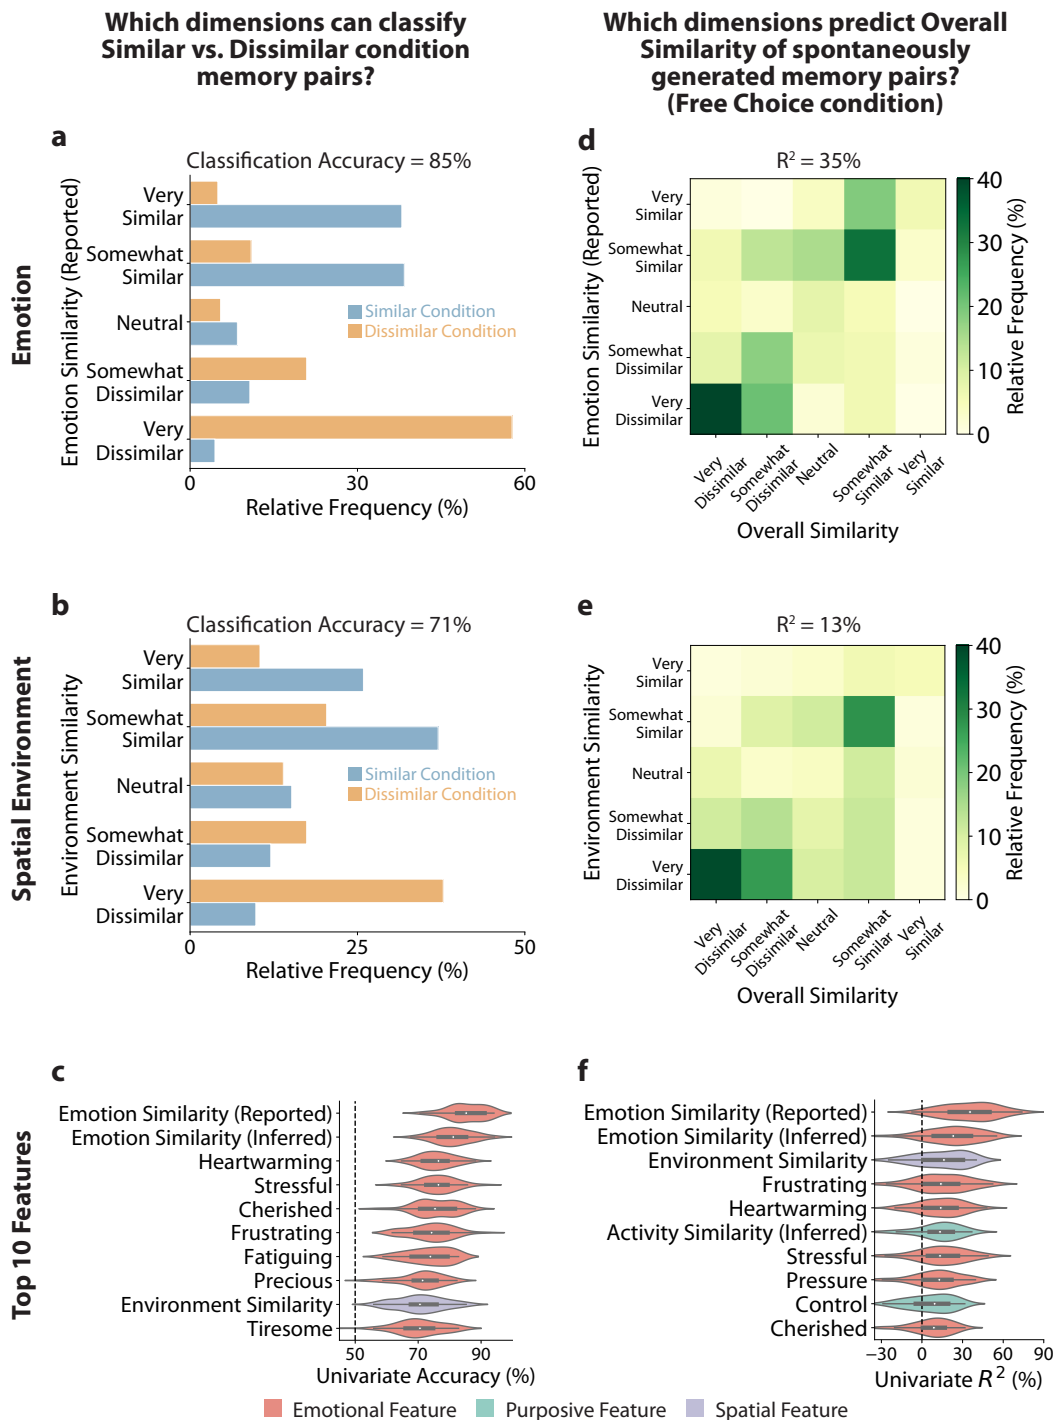 Which dimensions can classify
Similar vs. Dissimilar condition
memory pairs?
Which dimensions predict Overall
Similarity of spontaneously
generated memory pairs?
(Free Choice condition)
Emotion
a
Classification Accuracy = 85%
Emotion Similarity (Reported)
Very
Similar
Somewhat
Similar
Neutral
Somewhat
Dissimilar
Very
Dissimilar
Similar Condition
Dissimilar Condition
0 30 60
Relative Frequency (%)
d
R² = 35%
Emotion Similarity (Reported)
Very
Similar
Somewhat
Similar
Neutral
Somewhat
Dissimilar
Very
Dissimilar
Very
Dissimilar
Somewhat
Dissimilar
Neutral
Somewhat
Similar
Very
Similar
Overall Similarity
40
30
20
10
0
Relative Frequency (%)
Spatial Environment
b
Classification Accuracy = 71%
Environment Similarity
Very
Similar
Somewhat
Similar
Neutral
Somewhat
Dissimilar
Very
Dissimilar
Similar Condition
Dissimilar Condition
0 25 50
Relative Frequency (%)
e
R² = 13%
Environment Similarity
Very
Similar
Somewhat
Similar
Neutral
Somewhat
Dissimilar
Very
Dissimilar
Very
Dissimilar
Somewhat
Dissimilar
Neutral
Somewhat
Similar
Very
Similar
Overall Similarity
40
30
20
10
0
Relative Frequency (%)
Top 10 Features
c
Emotion Similarity (Reported)
Emotion Similarity (Inferred)
Heartwarming
Stressful
Cherished
Frustrating
Fatiguing
Precious
Environment Similarity
Tiresome
50 90
Univariate Accuracy (%)
f
Emotion Similarity (Reported)
Emotion Similarity (Inferred)
Environment Similarity
Frustrating
Heartwarming
Activity Similarity (Inferred)
Stressful
Pressure
Control
Cherished
−30 0 30 60 90
Univariate R² (%)
Emotional Feature Purposive Feature Spatial Feature